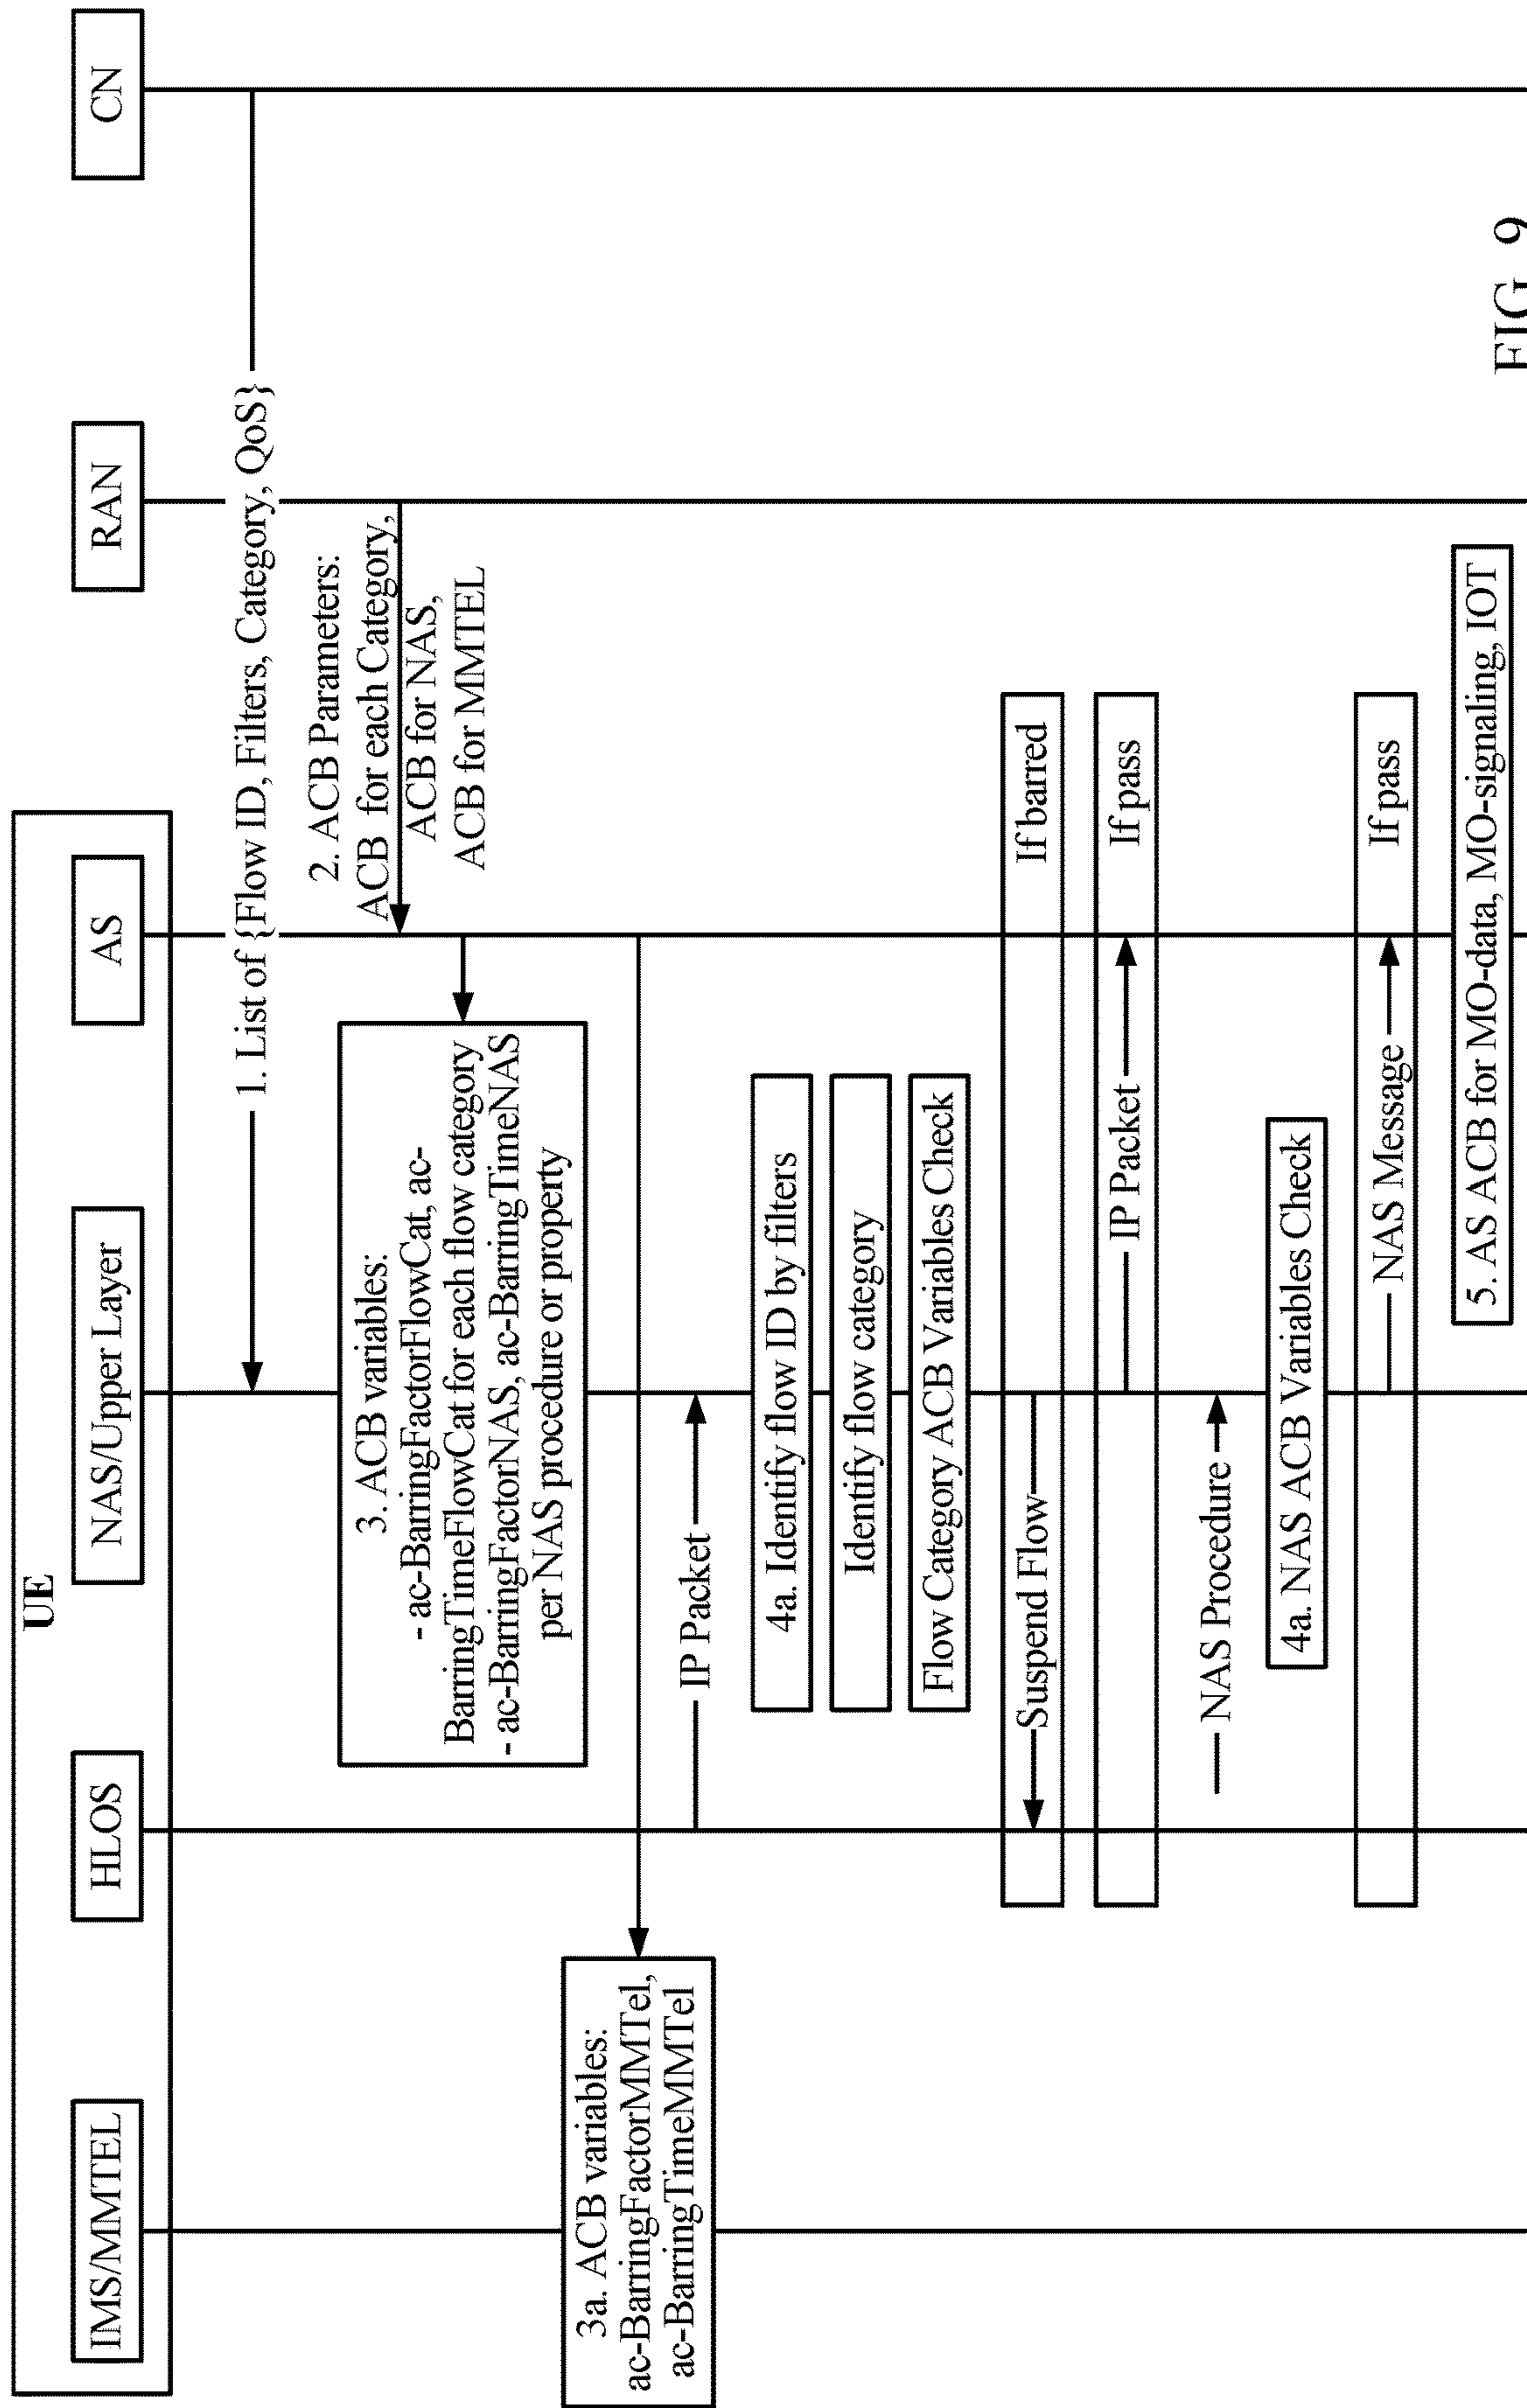 UE
IMS/MMTEL
HLOS
NAS/Upper Layer
AS
RAN
CN
1. List of {Flow ID, Filters, Category, QoS}
2. ACB Parameters:
ACB for each Category,
ACB for NAS,
ACB for MMTEL
3. ACB variables:
- ac-BarringFactorFlowCat, ac-
BarringTimeFlowCat for each flow category
- ac-BarringFactorNAS, ac-BarringTimeNAS
per NAS procedure or property
3a. ACB variables:
ac-BarringFactorMMTel,
ac-BarringTimeMMTel
IP Packet
4a. Identify flow ID by filters
Identify flow category
Flow Category ACB Variables Check
Suspend Flow
If barred
IP Packet
If pass
NAS Procedure
4a. NAS ACB Variables Check
NAS Message
If pass
5. AS ACB for MO-data, MO-signaling, IOT
FIG. 9